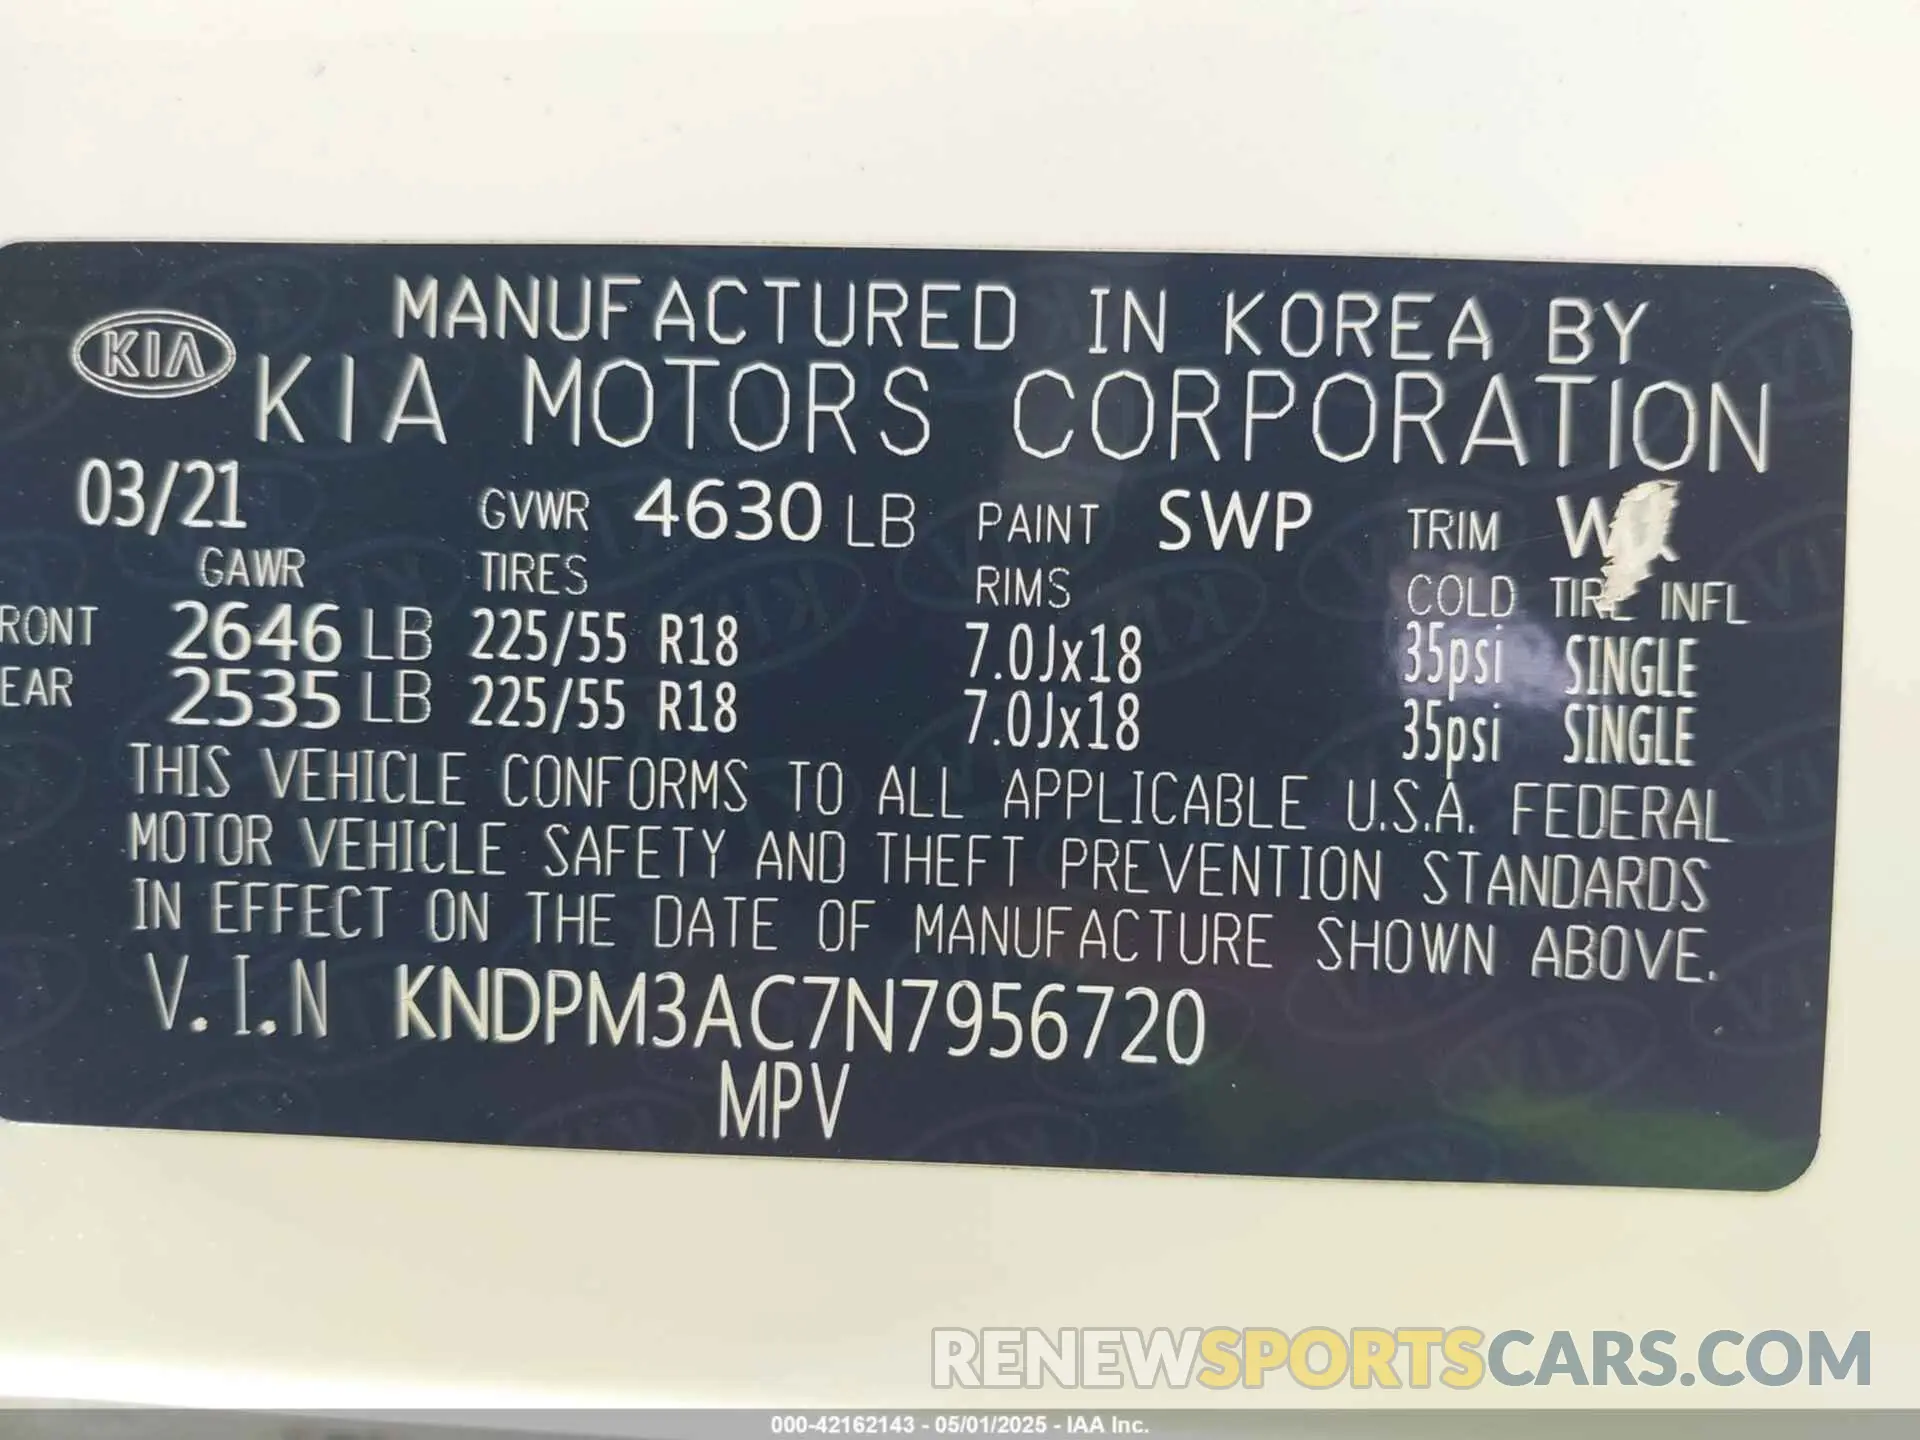 KIA
MANUFACTURED IN KOREA BY
KIA MOTORS CORPORATION
03/21 GVWR 4630 LB PAINT SWP TRIM
GAWR TIRES RIMS COLD TIRE INFL
RONT 2646 LB 225/55 R18 7.0Jx18 35psi SINGLE
EAR 2535 LB 225/55 R18 7.0Jx18 35psi SINGLE
THIS VEHICLE CONFORMS TO ALL APPLICABLE U.S.A. FEDERAL
MOTOR VEHICLE SAFETY AND THEFT PREVENTION STANDARDS
IN EFFECT ON THE DATE OF MANUFACTURE SHOWN ABOVE.
V.I.N KNDPM3AC7N7956720
MPV
RENEWSPORTSCARS.COM
000-42162143 - 05/01/2025 - IAA Inc.